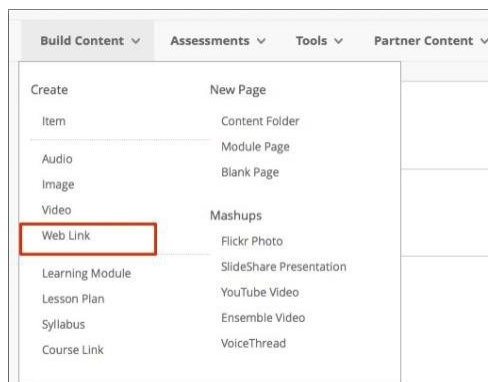 Build Content
Assessments
Tools
Partner Content
Create
Item
Audio
Image
Video
Web Link
Learning Module
Lesson Plan
Syllabus
Course Link
New Page
Content Folder
Module Page
Blank Page
Mashups
Flickr Photo
SlideShare Presentation
YouTube Video
Ensemble Video
VoiceThread